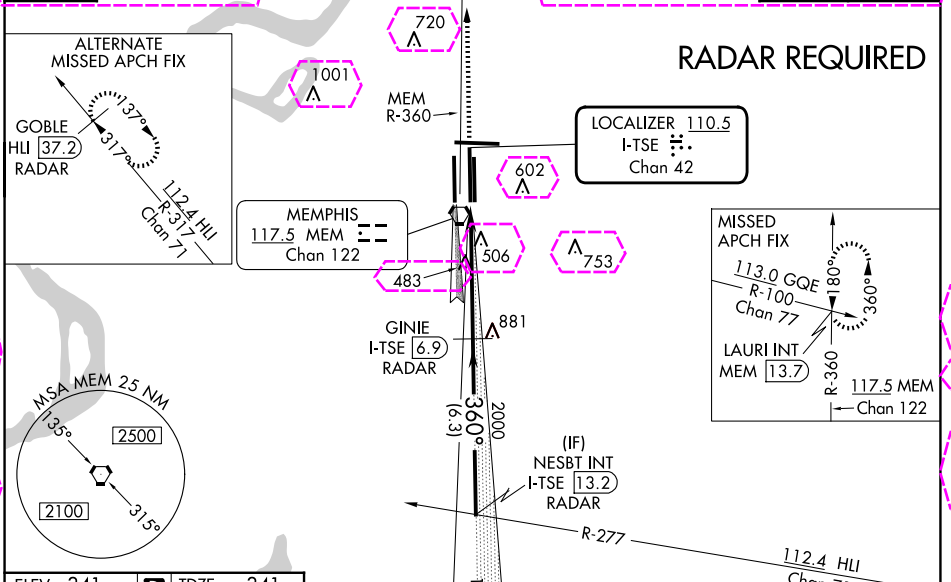 RADAR REQUIRED
ALTERNATE
MISSED APCH FIX
137°
317°
GOBLE
HLI 37.2
RADAR
112.4 HLI
R-317
Chan 71
720
1001
MEM
R-360
LOCALIZER 110.5
I-TSE
Chan 42
602
MEMPHIS
117.5 MEM
Chan 122
506
753
483
GINIE
I-TSE 6.9
RADAR
881
MISSED
APCH FIX
113.0 GQE
R-100
Chan 77
180°
360°
LAURI INT
MEM 13.7
R-360
117.5 MEM
Chan 122
MSA MEM 25 NM
135°
2500
2100
315°
360°
2000
(6.3)
(IF)
NESBT INT
I-TSE 13.2
RADAR
R-277
112.4 HLI
ELEV 241
TDZE 241